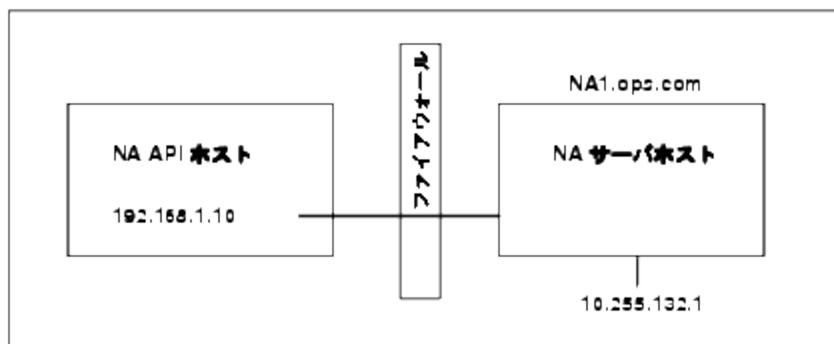 NA API ホスト
192.168.1.10
ファイアウォール
NA1.ops.com
NA サーバホスト
10.255.132.1